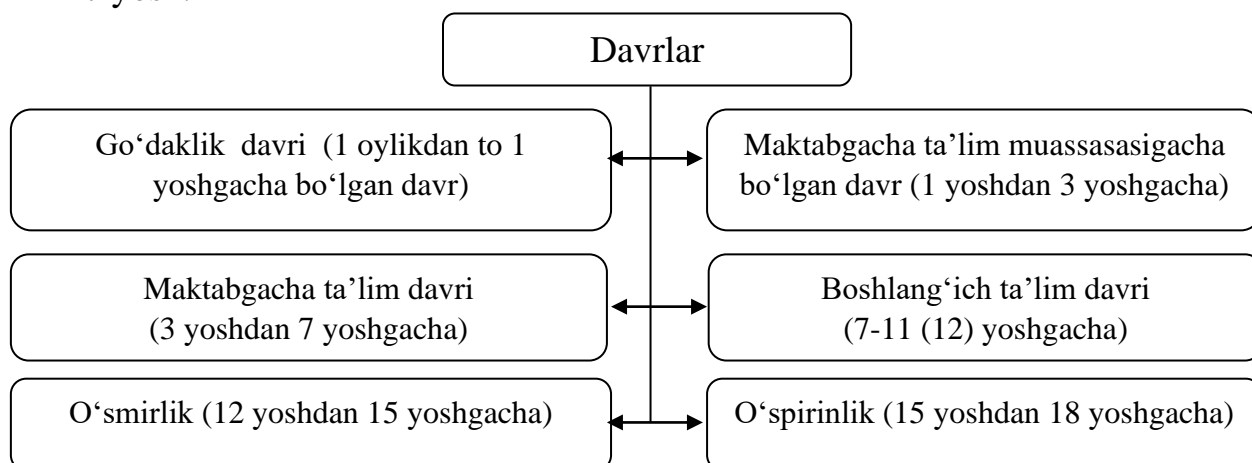 Davrlar
Go‘daklik davri (1 oylikdan to 1
yoshgacha bo‘lgan davr)
Maktabgacha ta’lim muassasasigacha
bo‘lgan davr (1 yoshdan 3 yoshgacha)
Maktabgacha ta’lim davri
(3 yoshdan 7 yoshgacha)
Boshlang‘ich ta’lim davri
(7-11 (12) yoshgacha)
O‘smirlik (12 yoshdan 15 yoshgacha)
O‘spirinlik (15 yoshdan 18 yoshgacha)